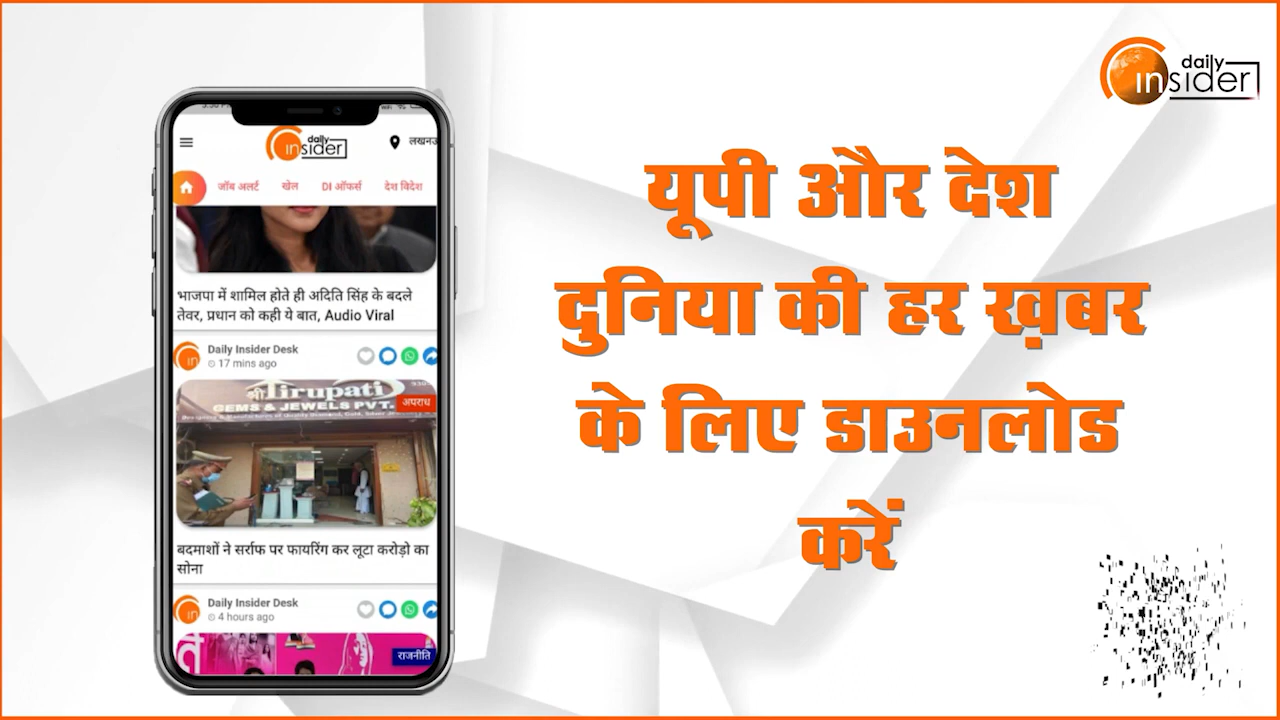 daily
insider
यूपी और देश
दुनिया की हर ख़बर
के लिए डाउनलोड
करें
daily
insider
लखनऊ
जॉब अलर्ट खेल DI ऑफर्स देश विदेश
भाजपा में शामिल होते ही अदिति सिंह के बदले
तेवर, प्रधान को कही ये बात, Audio Viral
Daily Insider Desk
17 mins ago
श्री Tirupati
GEMS & JEWELS PVT.
अपराध
बदमाशों ने सर्राफ पर फायरिंग कर लूटा करोड़ो का
सोना
Daily Insider Desk
4 hours ago
राजनीति